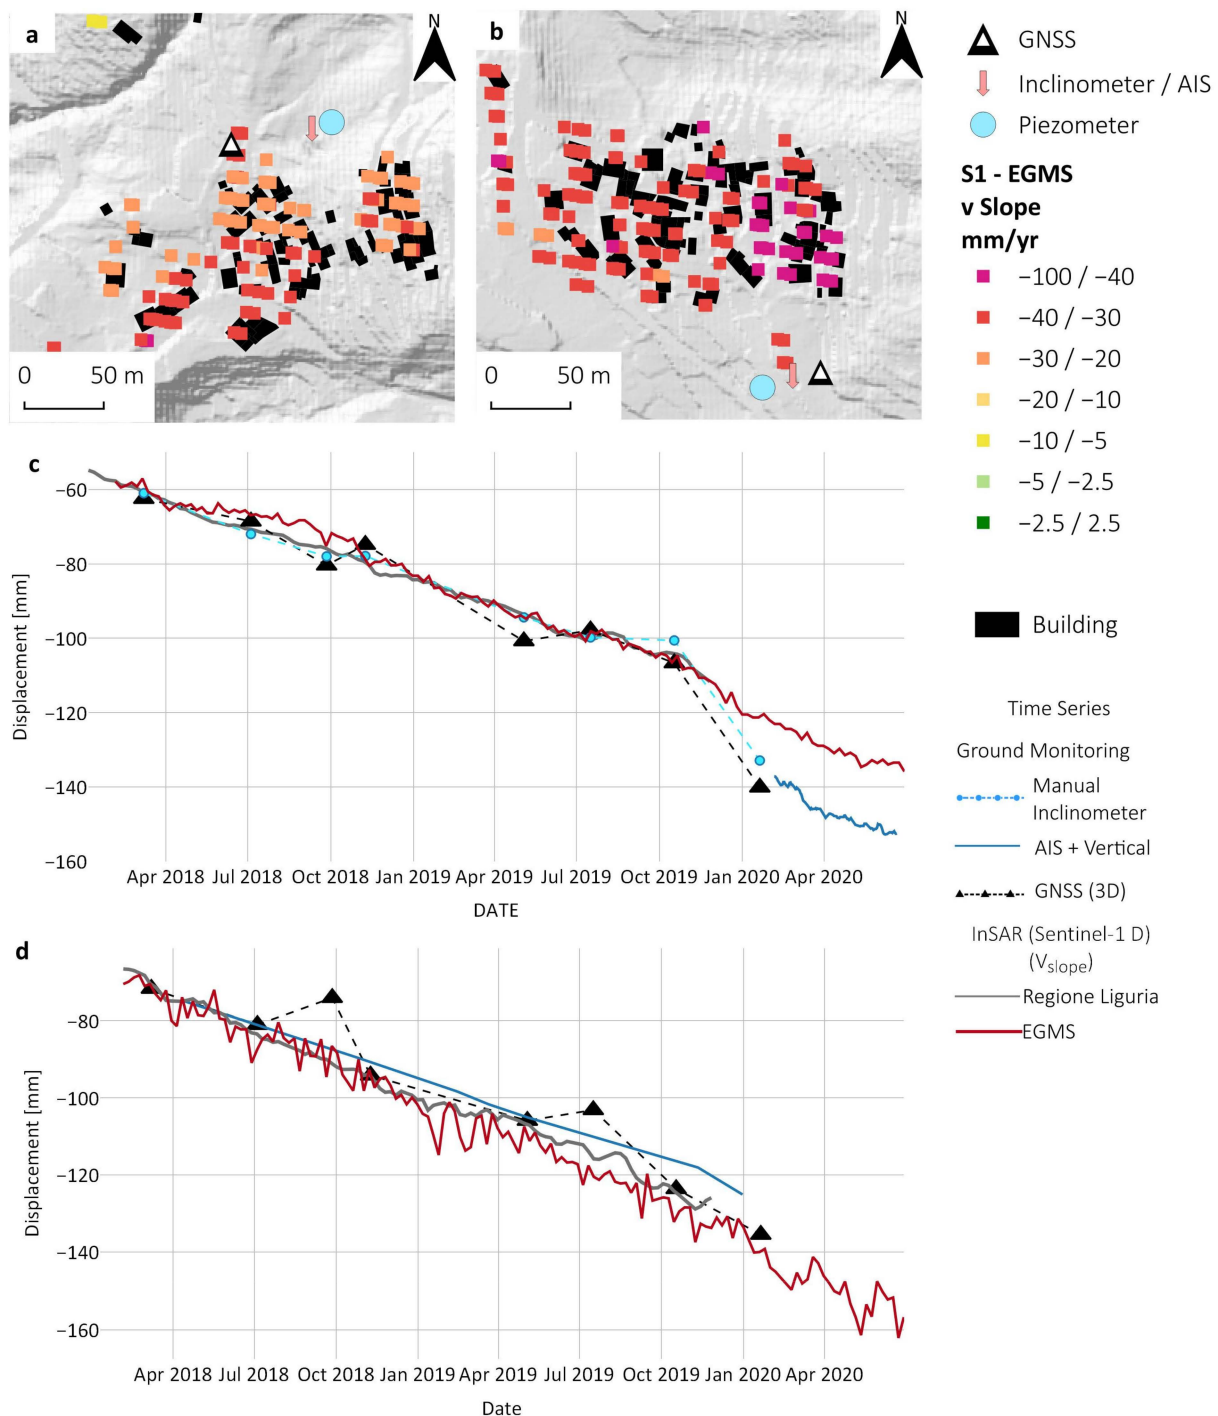 a
N
0 50 m
b
N
0 50 m
GNSS
Inclinometer / AIS
Piezometer
S1 - EGMS
v Slope
mm/yr
−100 / −40
−40 / −30
−30 / −20
−20 / −10
−10 / −5
−5 / −2.5
−2.5 / 2.5
Building
Time Series
Ground Monitoring
Manual
Inclinometer
AIS + Vertical
GNSS (3D)
InSAR (Sentinel-1 D)
(Vslope)
Regione Liguria
EGMS
c
Displacement [mm]
−60
−80
−100
−120
−140
−160
Apr 2018 Jul 2018 Oct 2018 Jan 2019 Apr 2019 Jul 2019 Oct 2019 Jan 2020 Apr 2020
DATE
d
Displacement [mm]
−80
−100
−120
−140
−160
Apr 2018 Jul 2018 Oct 2018 Jan 2019 Apr 2019 Jul 2019 Oct 2019 Jan 2020 Apr 2020
Date